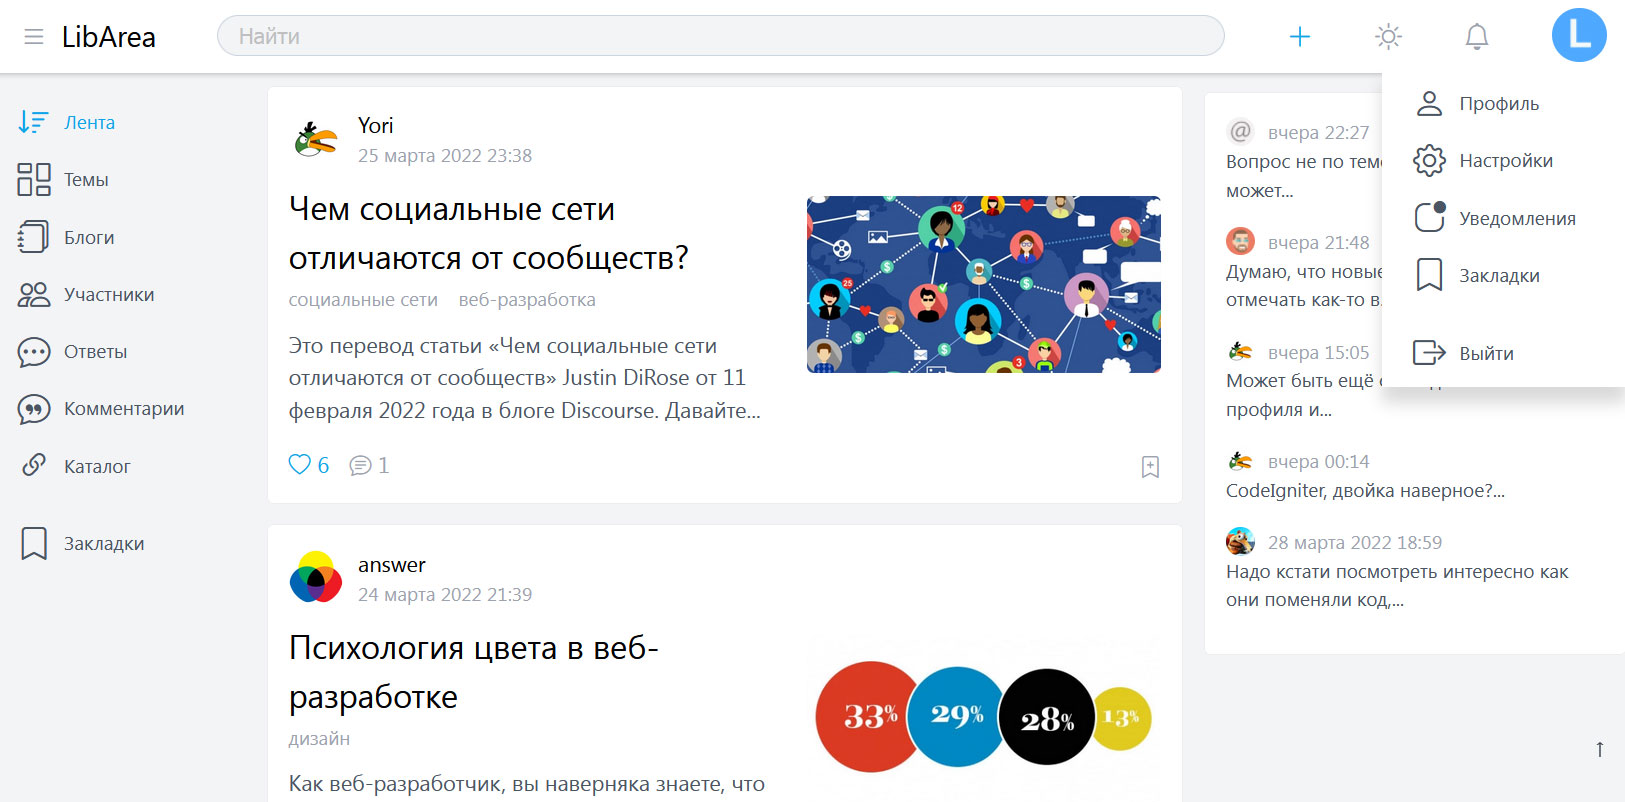 LibArea
Найти
L
Лента
Темы
Блоги
Участники
Ответы
Комментарии
Каталог
Закладки
Yori
25 марта 2022 23:38
Чем социальные сети
отличаются от сообществ?
социальные сети веб-разработка
Это перевод статьи «Чем социальные сети
отличаются от сообществ» Justin DiRose от 11
февраля 2022 года в блоге Discourse. Давайте...
12
25
3
6 1
answer
24 марта 2022 21:39
Психология цвета в веб-
разработке
дизайн
Как веб-разработчик, вы наверняка знаете, что
33% 29% 28% 13%
@ вчера 22:27
Вопрос не по
может...
вчера 21:48
Думаю, что новые
отмечать как-то в
вчера 15:05
Может быть ещё
профиля и...
вчера 00:14
CodeIgniter, двойка наверное?...
28 марта 2022 18:59
Надо кстати посмотреть интересно как
они поменяли код,...
Профиль
Настройки
Уведомления
Закладки
Выйти
↑